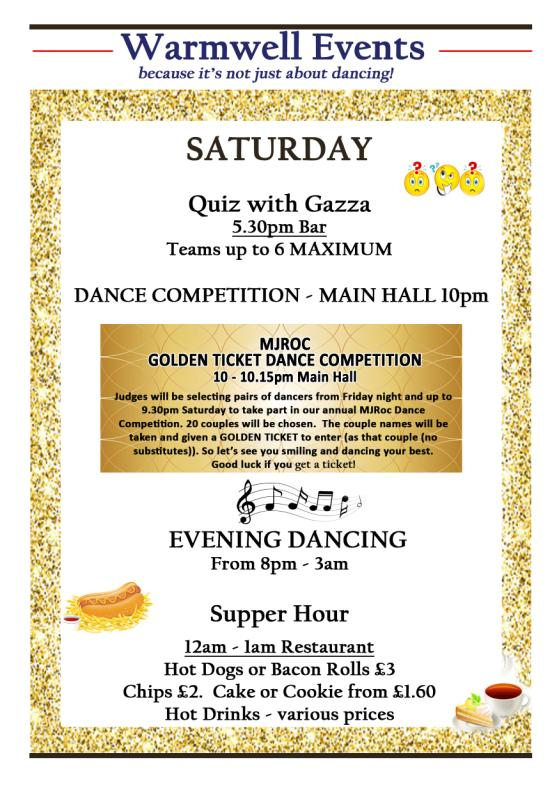 Warmwell Events
because it's not just about dancing!
SATURDAY
Quiz with Gazza
5.30pm Bar
Teams up to 6 MAXIMUM
DANCE COMPETITION - MAIN HALL 10pm
MJROC
GOLDEN TICKET DANCE COMPETITION
10 - 10.15pm Main Hall
Judges will be selecting pairs of dancers from Friday night and up to
9.30pm Saturday to take part in our annual MJRoc Dance
Competition. 20 couples will be chosen. The couple names will be
taken and given a GOLDEN TICKET to enter (as that couple (no
substitutes)). So let's see you smiling and dancing your best.
Good luck if you get a ticket!
EVENING DANCING
From 8pm - 3am
Supper Hour
12am - 1am Restaurant
Hot Dogs or Bacon Rolls £3
Chips £2. Cake or Cookie from £1.60
Hot Drinks - various prices